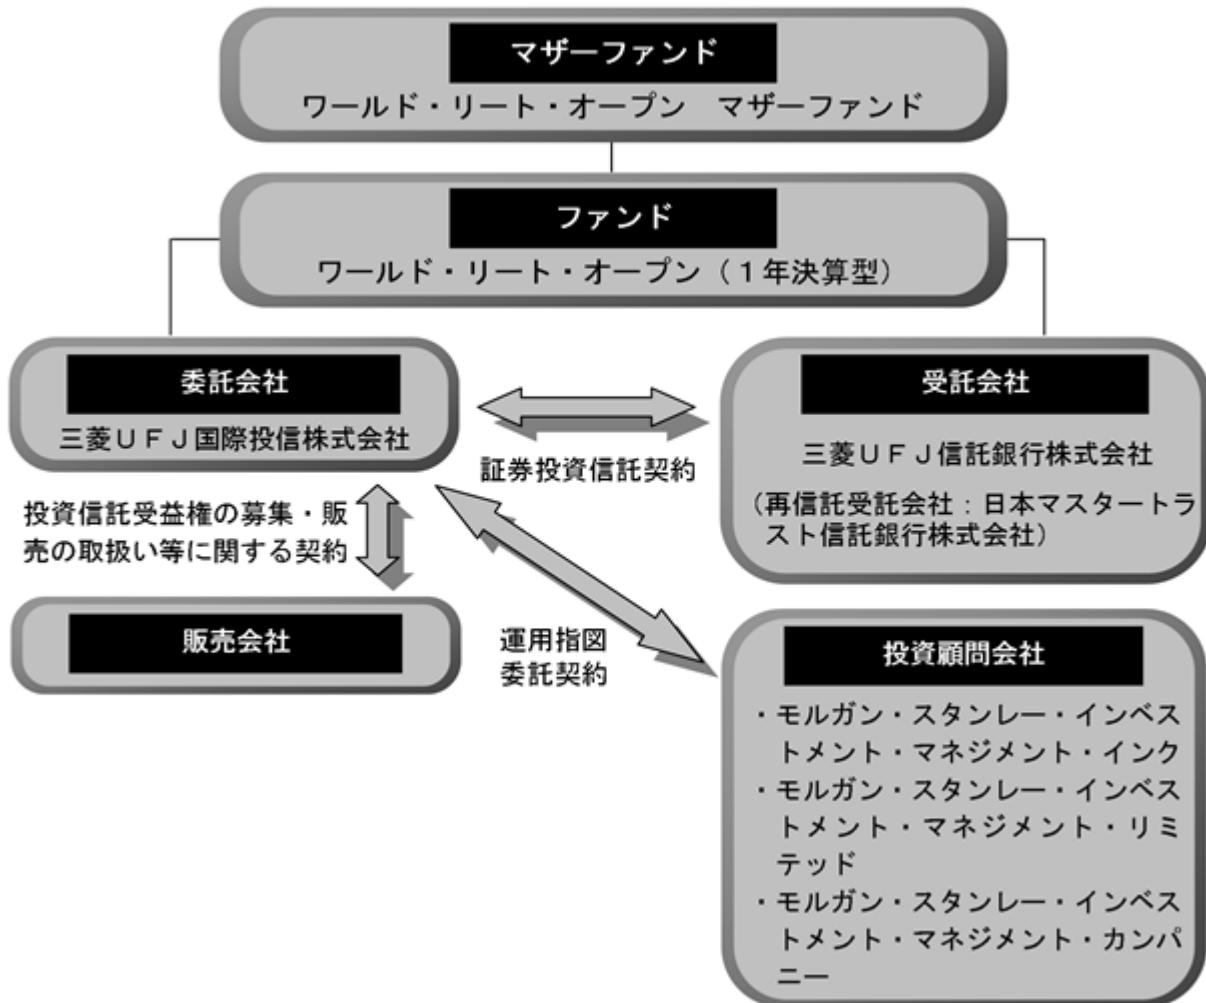 マザーファンド
ワールド・リート・オープン　マザーファンド
ファンド
ワールド・リート・オープン（１年決算型）
委託会社
三菱ＵＦＪ国際投信株式会社
受託会社
三菱ＵＦＪ信託銀行株式会社
（再信託受託会社：日本マスタートラ
スト信託銀行株式会社）
証券投資信託契約
投資信託受益権の募集・販
売の取扱い等に関する契約
販売会社
運用指図
委託契約
投資顧問会社
・モルガン・スタンレー・インベス
トメント・マネジメント・インク
・モルガン・スタンレー・インベス
トメント・マネジメント・リミ
テッド
・モルガン・スタンレー・インベス
トメント・マネジメント・カンパ
ニー